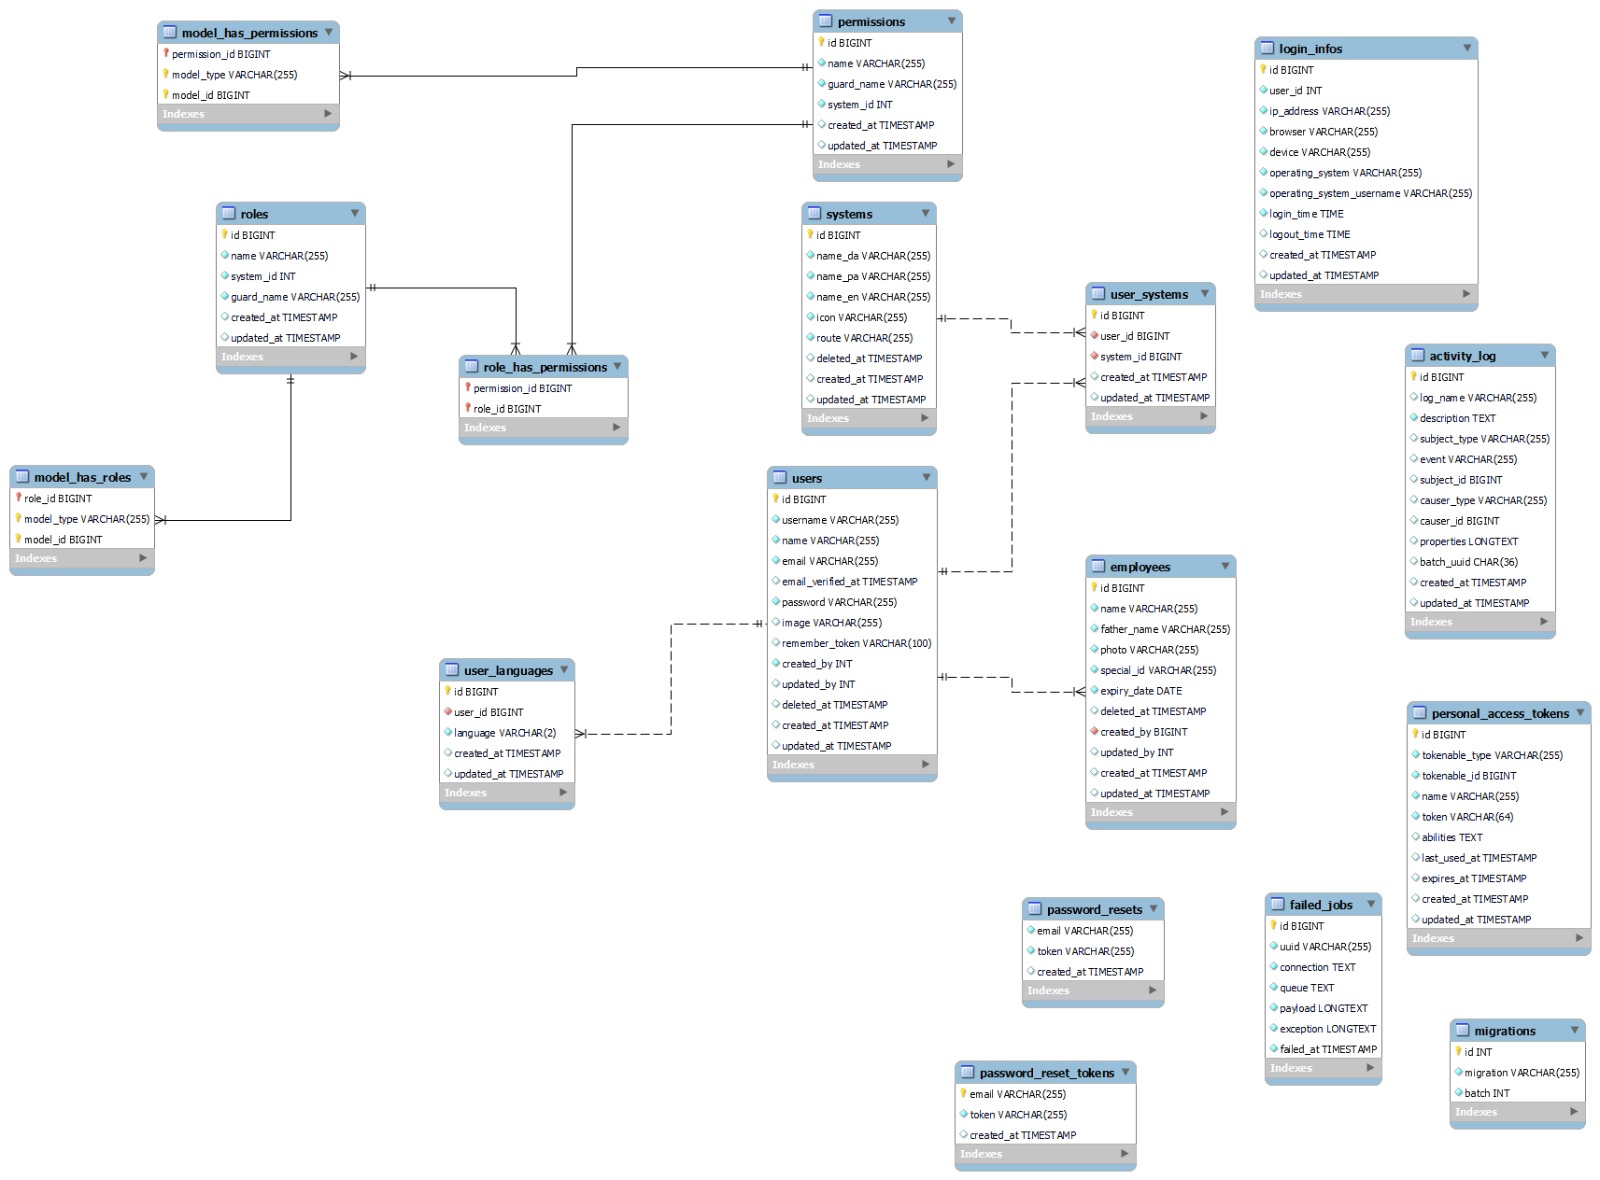 model_has_permissions
permission_id BIGINT
model_type VARCHAR(255)
model_id BIGINT
Indexes
permissions
id BIGINT
name VARCHAR(255)
guard_name VARCHAR(255)
system_id INT
created_at TIMESTAMP
updated_at TIMESTAMP
Indexes
login_infos
id BIGINT
user_id INT
ip_address VARCHAR(255)
browser VARCHAR(255)
device VARCHAR(255)
operating_system VARCHAR(255)
operating_system_username VARCHAR(255)
login_time TIME
logout_time TIME
created_at TIMESTAMP
updated_at TIMESTAMP
Indexes
roles
id BIGINT
name VARCHAR(255)
system_id INT
guard_name VARCHAR(255)
created_at TIMESTAMP
updated_at TIMESTAMP
Indexes
systems
id BIGINT
name_da VARCHAR(255)
name_pa VARCHAR(255)
name_en VARCHAR(255)
icon VARCHAR(255)
route VARCHAR(255)
deleted_at TIMESTAMP
created_at TIMESTAMP
updated_at TIMESTAMP
Indexes
user_systems
id BIGINT
user_id BIGINT
system_id BIGINT
created_at TIMESTAMP
updated_at TIMESTAMP
Indexes
role_has_permissions
permission_id BIGINT
role_id BIGINT
Indexes
activity_log
id BIGINT
log_name VARCHAR(255)
description TEXT
subject_type VARCHAR(255)
event VARCHAR(255)
subject_id BIGINT
causer_type VARCHAR(255)
causer_id BIGINT
properties LONGTEXT
batch_uuid CHAR(36)
created_at TIMESTAMP
updated_at TIMESTAMP
Indexes
model_has_roles
role_id BIGINT
model_type VARCHAR(255)
model_id BIGINT
Indexes
users
id BIGINT
username VARCHAR(255)
name VARCHAR(255)
email VARCHAR(255)
email_verified_at TIMESTAMP
password VARCHAR(255)
image VARCHAR(255)
remember_token VARCHAR(100)
created_by INT
updated_by INT
deleted_at TIMESTAMP
created_at TIMESTAMP
updated_at TIMESTAMP
Indexes
employees
id BIGINT
name VARCHAR(255)
father_name VARCHAR(255)
photo VARCHAR(255)
special_id VARCHAR(255)
expiry_date DATE
deleted_at TIMESTAMP
created_by BIGINT
updated_by INT
created_at TIMESTAMP
updated_at TIMESTAMP
Indexes
user_languages
id BIGINT
user_id BIGINT
language VARCHAR(2)
created_at TIMESTAMP
updated_at TIMESTAMP
Indexes
personal_access_tokens
id BIGINT
tokenable_type VARCHAR(255)
tokenable_id BIGINT
name VARCHAR(255)
token VARCHAR(64)
abilities TEXT
last_used_at TIMESTAMP
expires_at TIMESTAMP
created_at TIMESTAMP
updated_at TIMESTAMP
Indexes
password_resets
email VARCHAR(255)
token VARCHAR(255)
created_at TIMESTAMP
Indexes
failed_jobs
id BIGINT
uuid VARCHAR(255)
connection TEXT
queue TEXT
payload LONGTEXT
exception LONGTEXT
failed_at TIMESTAMP
Indexes
migrations
id INT
migration VARCHAR(255)
batch INT
Indexes
password_reset_tokens
email VARCHAR(255)
token VARCHAR(255)
created_at TIMESTAMP
Indexes